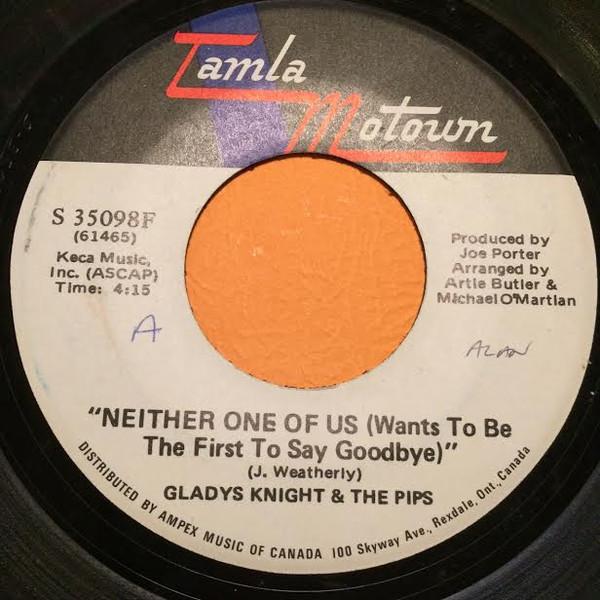 Tamla
Motown
S 35098F
(61465)
Keca Music,
Inc. (ASCAP)
Time: 4:15
Produced by
Joe Porter
Arranged by
Artie Butler &
Michael O'Martian
A
ALAN
"NEITHER ONE OF US (Wants To Be
The First To Say Goodbye)"
(J. Weatherly)
GLADYS KNIGHT & THE PIPS
DISTRIBUTED BY AMPEX MUSIC OF CANADA 100 Skyway Ave., Rexdale, Ont., Canada